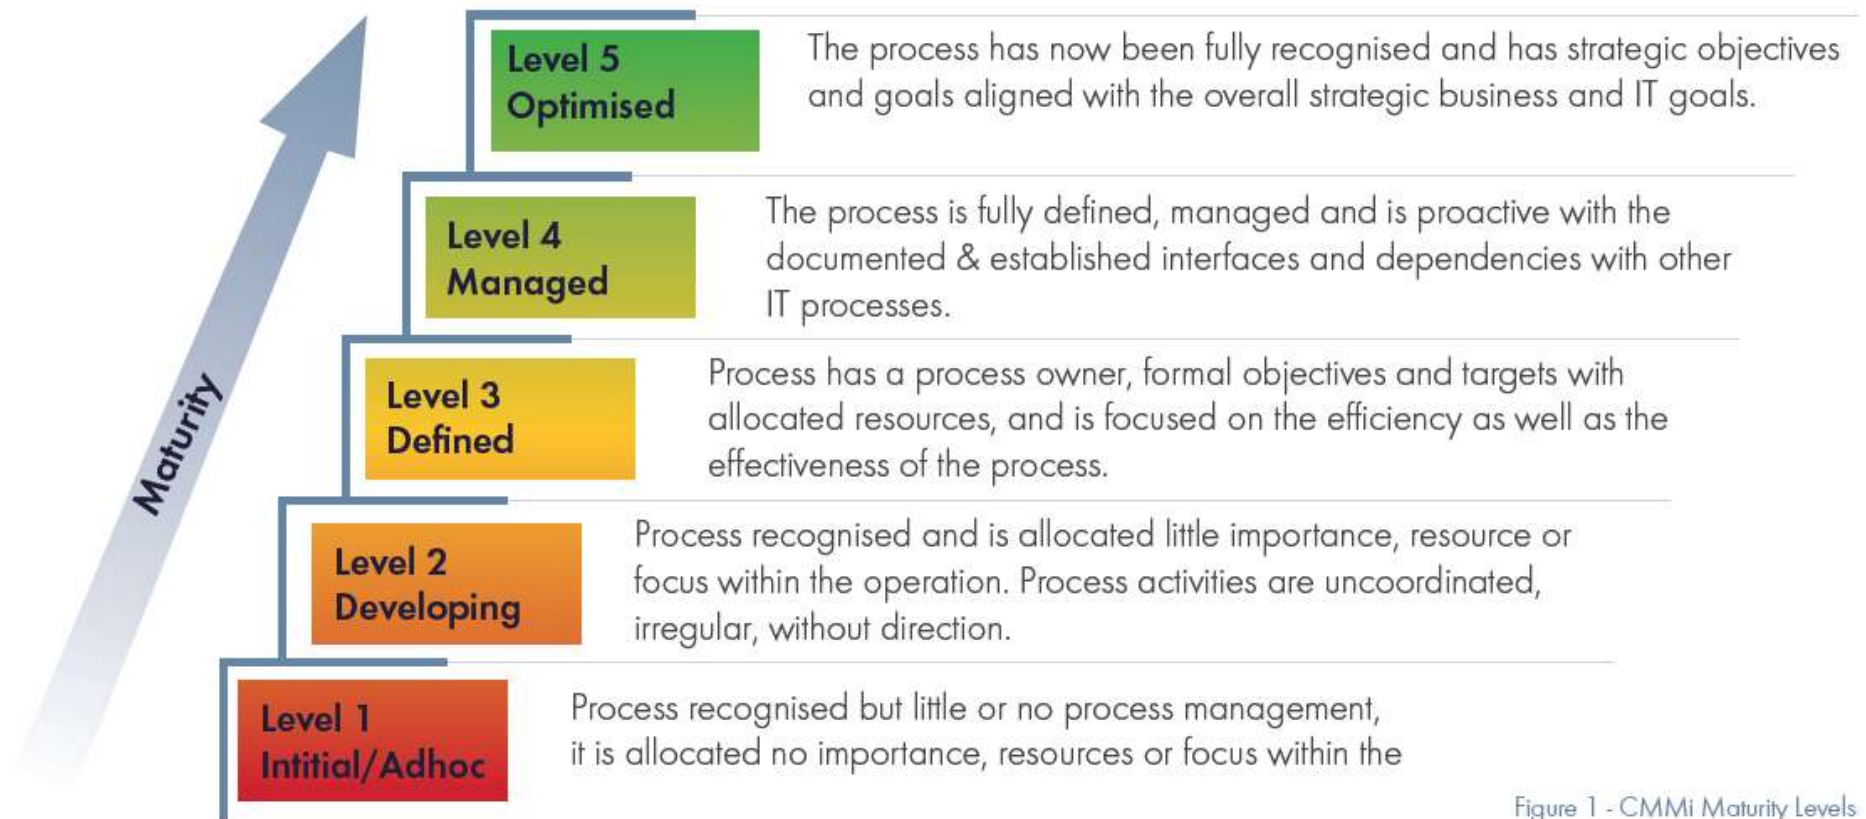 Level 5
Optimised
The process has now been fully recognised and has strategic objectives
and goals aligned with the overall strategic business and IT goals.
Level 4
Managed
The process is fully defined, managed and is proactive with the
documented & established interfaces and dependencies with other
IT processes.
Maturity
Level 3
Defined
Process has a process owner, formal objectives and targets with
allocated resources, and is focused on the efficiency as well as the
effectiveness of the process.
Level 2
Developing
Process recognised and is allocated little importance, resource or
focus within the operation. Process activities are uncoordinated,
irregular, without direction.
Level 1
Intitial/Adhoc
Process recognised but little or no process management,
it is allocated no importance, resources or focus within the
Figure 1 - CMMi Maturity Levels